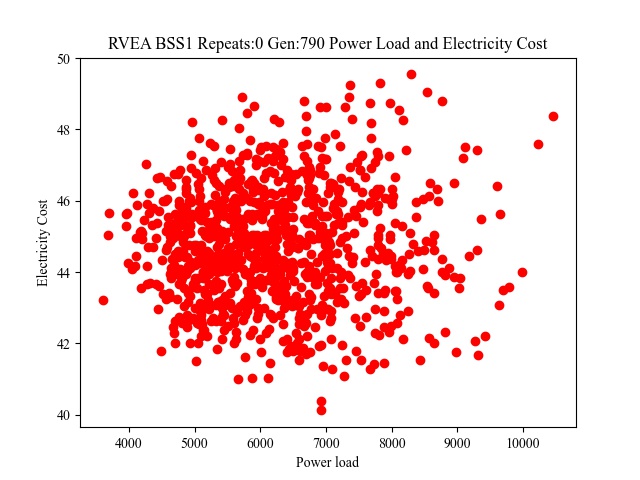 RVEA BSS1 Repeats:0 Gen:790 Power Load and Electricity Cost
50
48
46
44
42
40
Electricity Cost
4000 5000 6000 7000 8000 9000 10000
Power load